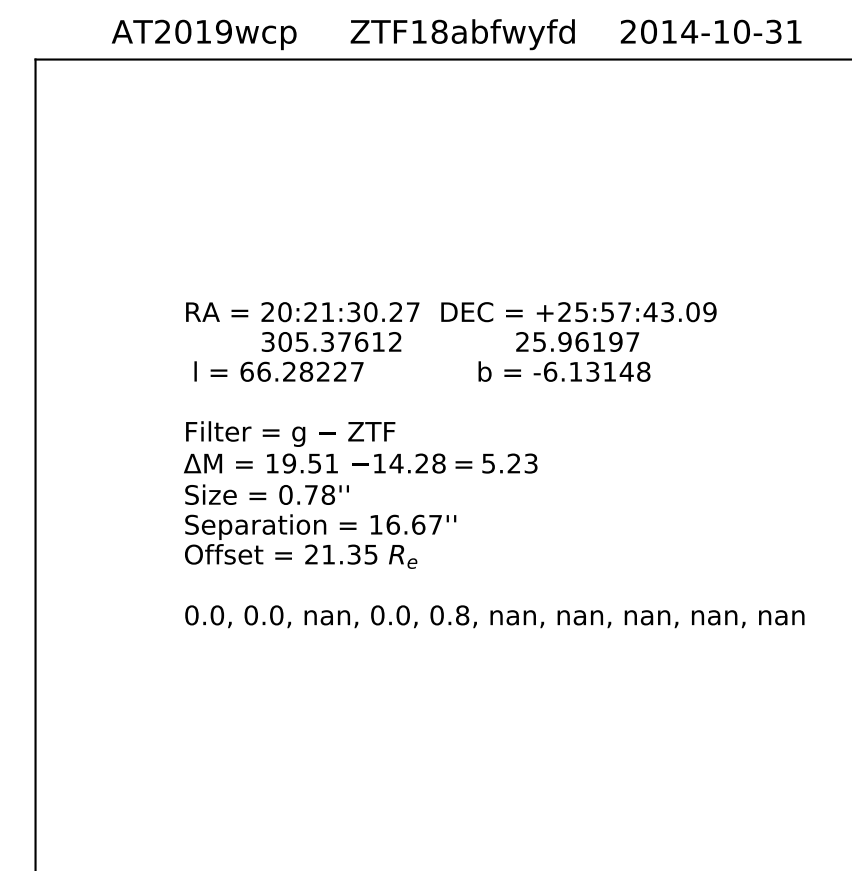 AT2019wcp ZTF18abfwyfd 2014-10-31
RA = 20:21:30.27 DEC = +25:57:43.09
305.37612 25.96197
l = 66.28227 b = -6.13148
Filter = g − ZTF
ΔM = 19.51 −14.28 = 5.23
Size = 0.78''
Separation = 16.67''
Offset = 21.35 Rₑ
0.0, 0.0, nan, 0.0, 0.8, nan, nan, nan, nan, nan